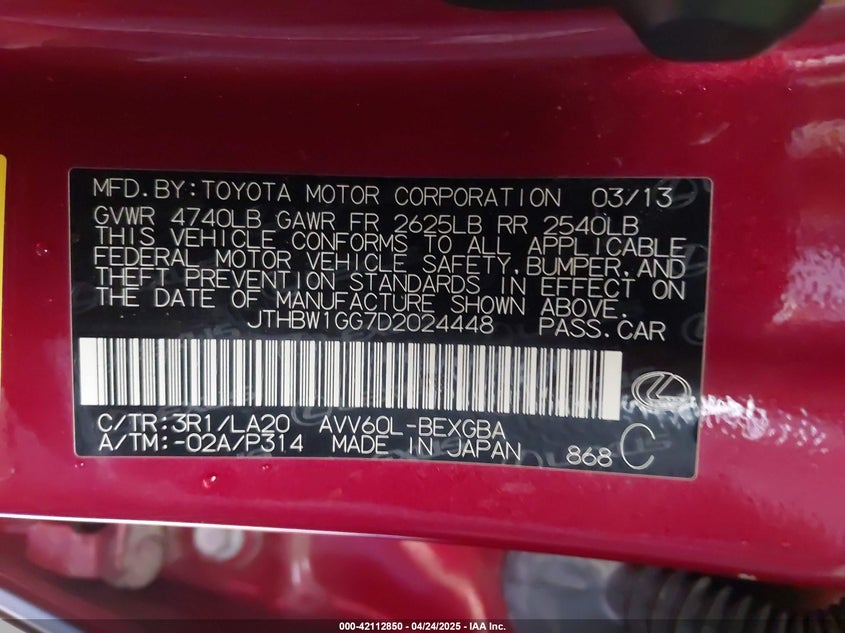 MFD.BY:TOYOTA MOTOR CORPORATION 03/13
GVWR 4740LB GAWR FR 2625LB RR 2540LB
THIS VEHICLE CONFORMS TO ALL APPLICABLE
FEDERAL MOTOR VEHICLE SAFETY,BUMPER,AND
THEFT PREVENTION STANDARDS IN EFFECT ON
THE DATE OF MANUFACTURE SHOWN ABOVE.
JTHBW1GG7D2024448 PASS.CAR
C/TR:3R1/LA20 AVV60L-BEXGBA
A/TM:-02A/P314 MADE IN JAPAN 868 C
000-42112850 - 04/24/2025 - IAA Inc.